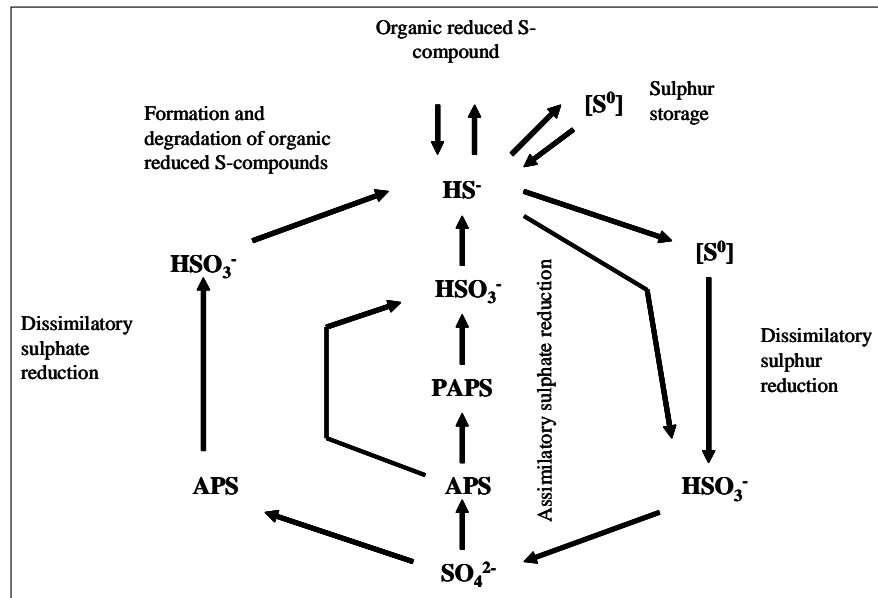 Organic reduced S-
compound
[S⁰]
Sulphur
storage
Formation and
degradation of organic
reduced S-compounds
HS⁻
HSO₃⁻
[S⁰]
HSO₃⁻
Dissimilatory
sulphate
reduction
Assimilatory sulphate reduction
Dissimilatory
sulphur
reduction
PAPS
APS
APS
HSO₃⁻
SO₄²⁻